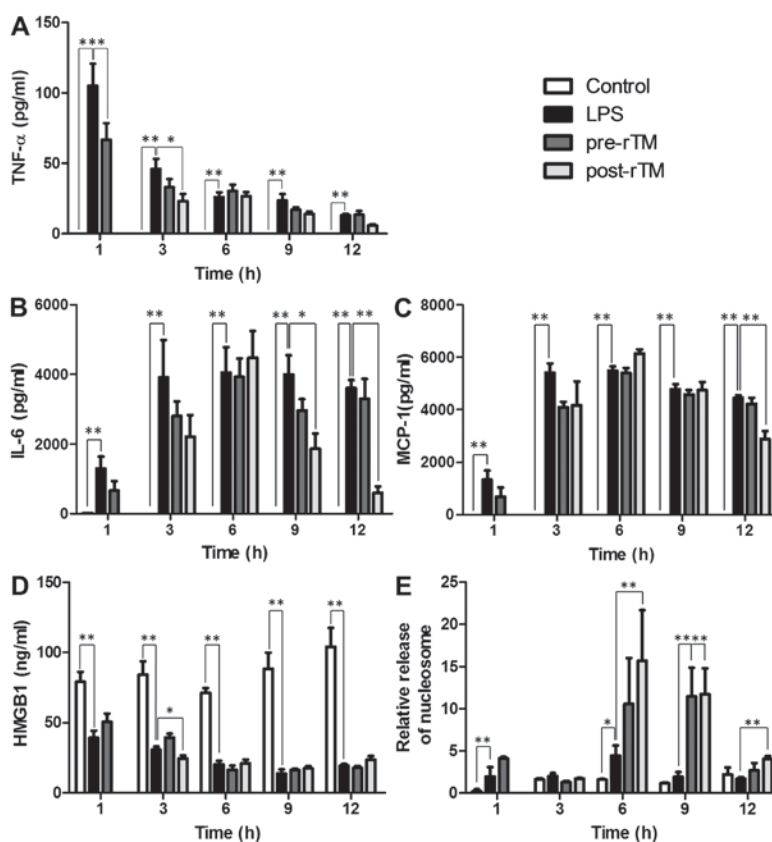 A
TNF-α (pg/ml)
150
100
50
0
*** ** * ** ** **
1 3 6 9 12
Time (h)
Control
LPS
pre-rTM
post-rTM
B
IL-6 (pg/ml)
6000
4000
2000
0
** ** ** ** * ** **
1 3 6 9 12
Time (h)
C
MCP-1(pg/ml)
8000
6000
4000
2000
0
** ** ** ** ** **
1 3 6 9 12
Time (h)
D
HMGB1 (ng/ml)
150
100
50
0
** ** * ** ** **
1 3 6 9 12
Time (h)
E
Relative release
of nucleosome
25
20
15
10
5
0
** * ** **** **
1 3 6 9 12
Time (h)